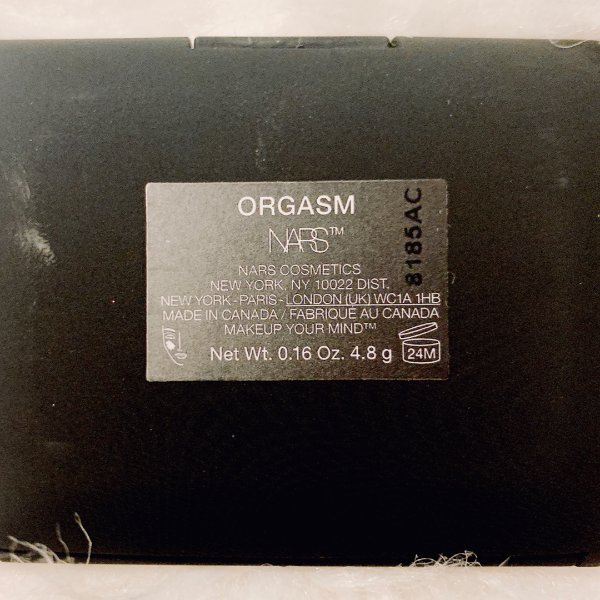 ORGASM
NARS™
8185AC
NARS COSMETICS
NEW YORK, NY 10022 DIST.
NEW YORK - PARIS - LONDON (UK) WC1A 1HB
MADE IN CANADA / FABRIQUÉ AU CANADA
MAKEUP YOUR MIND™
Net Wt. 0.16 Oz. 4.8 g
24M